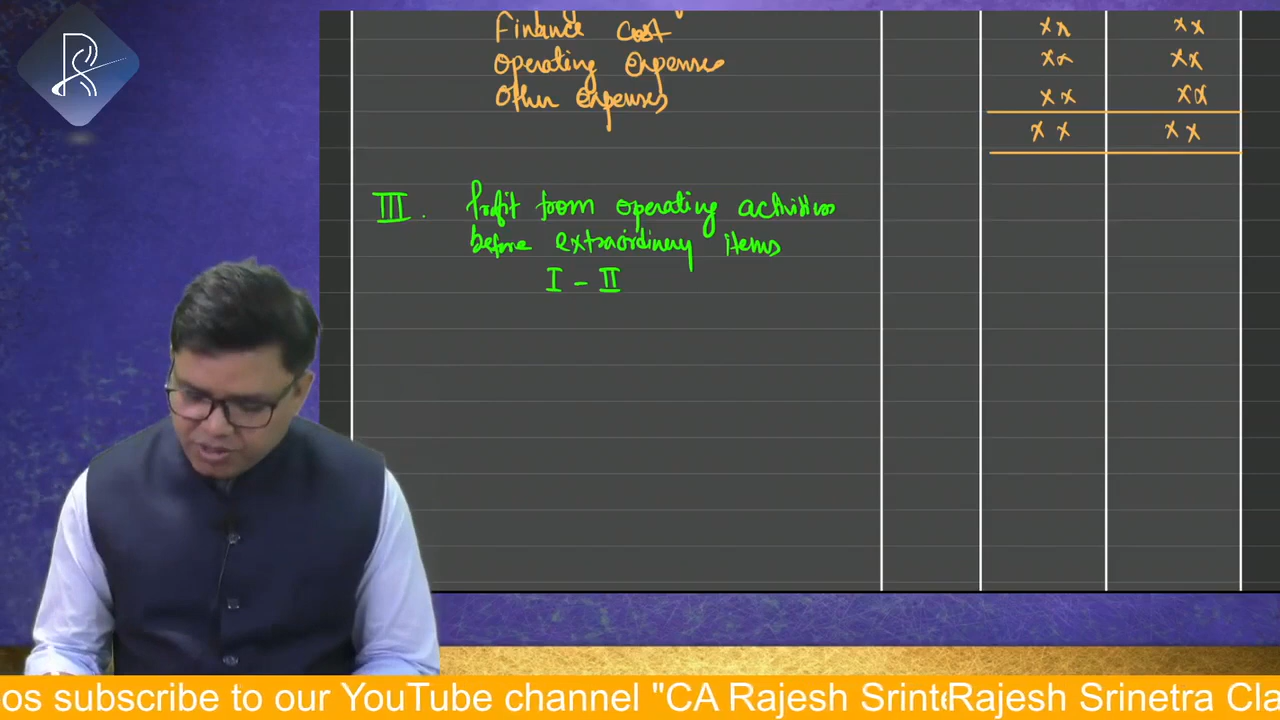 Finance cost xx xx
Operating expenses xx xx
Other expenses xx xx
xx xx
III. Profit from operating activities
before extraordinary items
I - II
os subscribe to our YouTube channel "CA Rajesh Srinte Rajesh Srinetra Cla